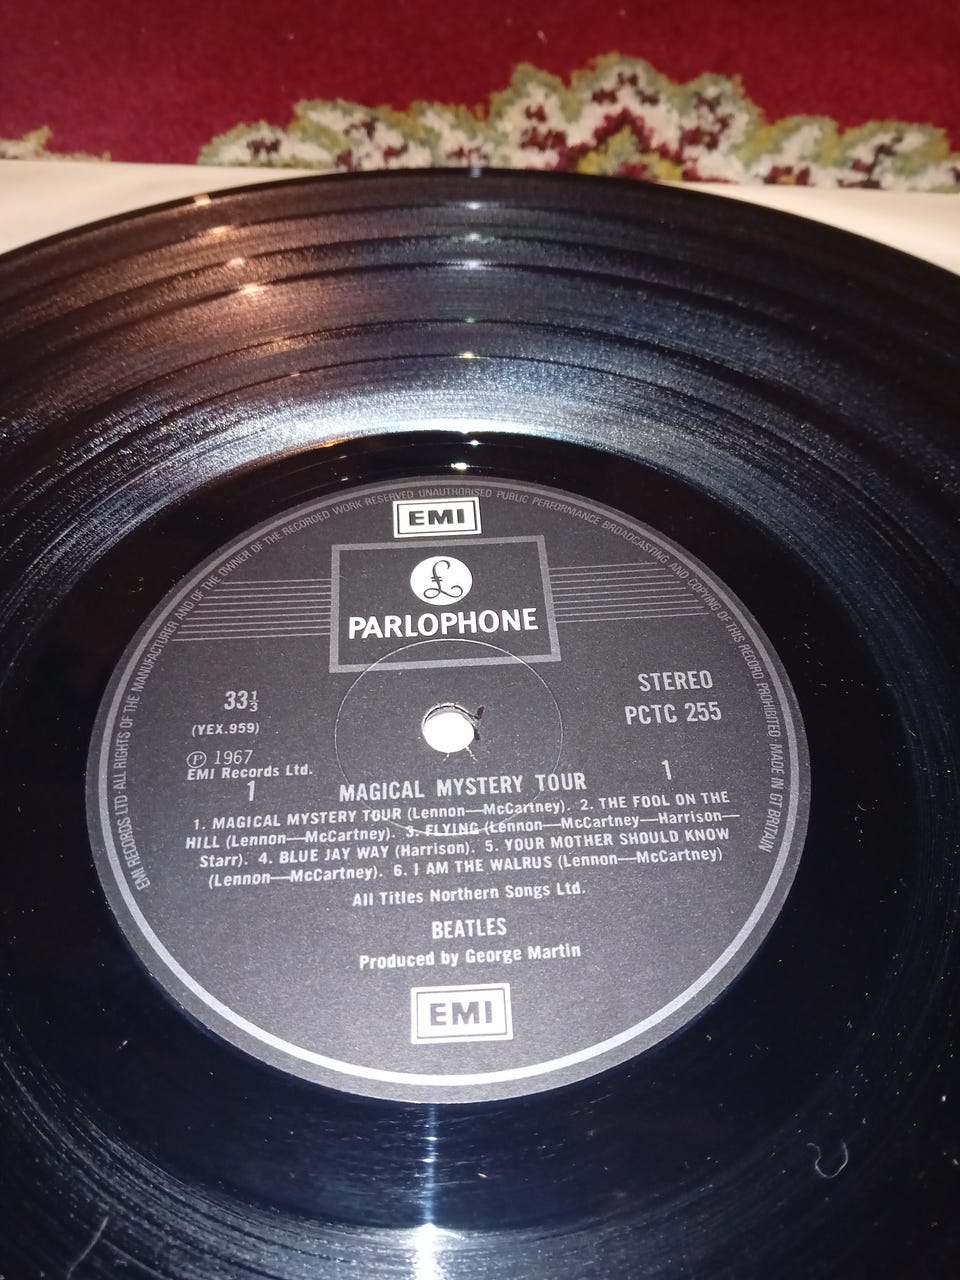 EMI RECORDS LTD · ALL RIGHTS OF THE MANUFACTURER AND OF THE OWNER OF THE RECORDED WORK RESERVED UNAUTHORISED PUBLIC PERFORMANCE BROADCASTING AND COPYING OF THIS RECORD PROHIBITED · MADE IN GT BRITAIN
EMI
£
PARLOPHONE
33⅓
(YEX.959)
℗ 1967
EMI Records Ltd.
1
STEREO
PCTC 255
1
MAGICAL MYSTERY TOUR
1. MAGICAL MYSTERY TOUR (Lennon—McCartney). 2. THE FOOL ON THE
HILL (Lennon—McCartney). 3. FLYING (Lennon—McCartney—Harrison—
Starr). 4. BLUE JAY WAY (Harrison). 5. YOUR MOTHER SHOULD KNOW
(Lennon—McCartney). 6. I AM THE WALRUS (Lennon—McCartney)
All Titles Northern Songs Ltd.
BEATLES
Produced by George Martin
EMI